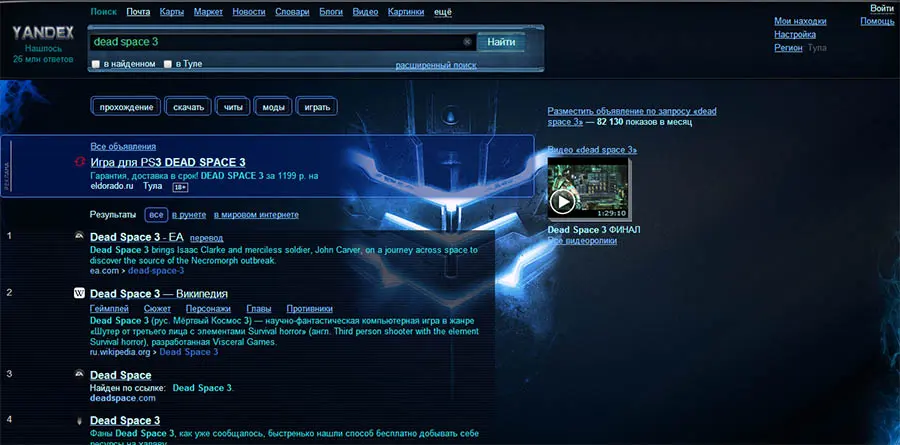 Поиск Почта Карты Маркет Новости Словари Блоги Видео Картинки ещё
Войти
YANDEX
Нашлось
26 млн ответов
dead space 3
Найти
в найденном в Туле
расширенный поиск
Мои находки
Помощь
Настройка
Регион Тула
прохождение скачать читы моды играть
РЕКЛАМА
Все объявления
Игра для PS3 DEAD SPACE 3
Гарантия, доставка в срок! DEAD SPACE 3 за 1199 р. на
eldorado.ru Тула 18+
Разместить объявление по запросу «dead
space 3» — 82 130 показов в месяц
Видео «dead space 3»
1:29:10
Dead Space 3 ФИНАЛ
Все видеоролики
Результаты все в рунете в мировом интернете
1
Dead Space 3 - EA перевод
Dead Space 3 brings Isaac Clarke and merciless soldier, John Carver, on a journey across space to
discover the source of the Necromorph outbreak.
ea.com > dead-space-3
2
W Dead Space 3 — Википедия
Геймплей Сюжет Персонажи Главы Противники
Dead Space 3 (рус. Мёртвый Космос 3) — научно-фантастическая компьютерная игра в жанре
«Шутер от третьего лица с элементами Survival horror» (англ. Third person shooter with the element
Survival horror), разработанная Visceral Games.
ru.wikipedia.org > Dead Space 3
3
Dead Space
Найден по ссылке: Dead Space 3.
deadspace.com
4
Dead Space 3
Фаны Dead Space 3, как уже сообщалось, быстренько нашли способ бесплатно добывать себе
ресурсы на халяву